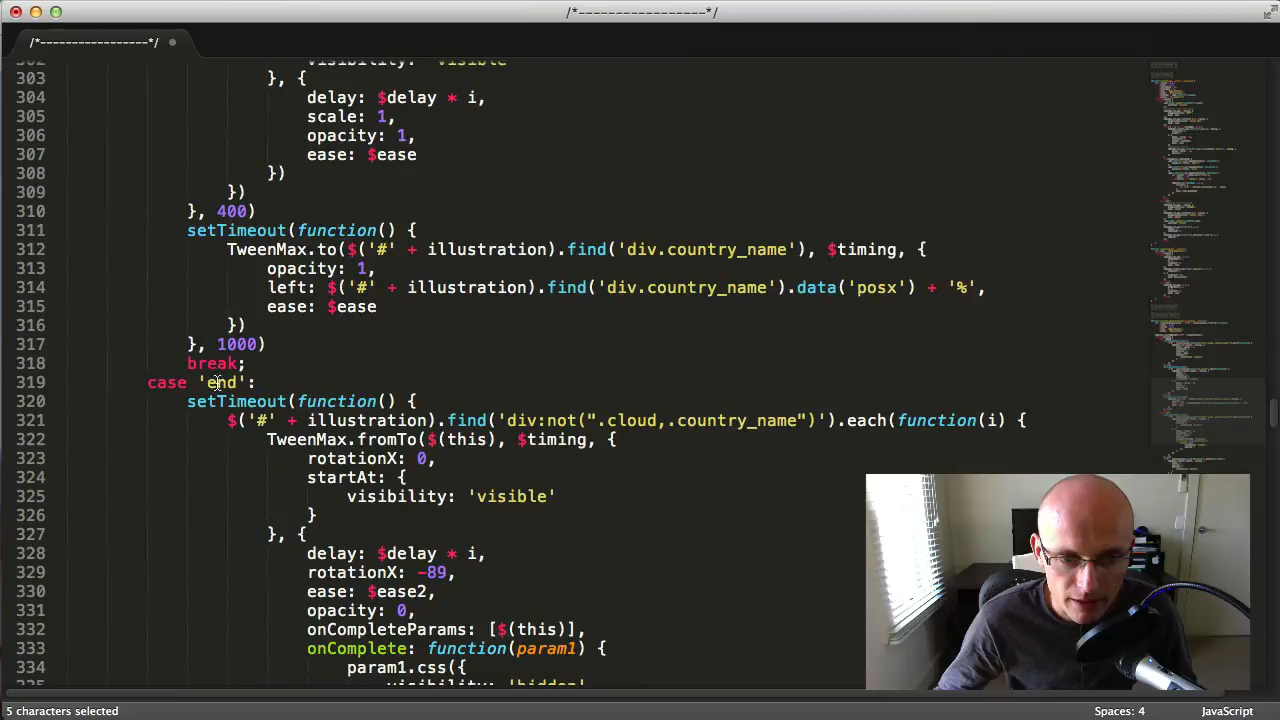 /*------------------*/
/*------------------*/
302 visibility: 'visible'
303 }, {
304 delay: $delay * i,
305 scale: 1,
306 opacity: 1,
307 ease: $ease
308 })
309 })
310 }, 400)
311 setTimeout(function() {
312 TweenMax.to($('#' + illustration).find('div.country_name'), $timing, {
313 opacity: 1,
314 left: $('#' + illustration).find('div.country_name').data('posx') + '%',
315 ease: $ease
316 })
317 }, 1000)
318 break;
319 case 'end':
320 setTimeout(function() {
321 $('#' + illustration).find('div:not(".cloud,.country_name")').each(function(i) {
322 TweenMax.fromTo($(this), $timing, {
323 rotationX: 0,
324 startAt: {
325 visibility: 'visible'
326 }
327 }, {
328 delay: $delay * i,
329 rotationX: -89,
330 ease: $ease2,
331 opacity: 0,
332 onCompleteParams: [$(this)],
333 onComplete: function(param1) {
334 param1.css({
335 visibility: 'hidden'
5 characters selected
Spaces: 4
JavaScript